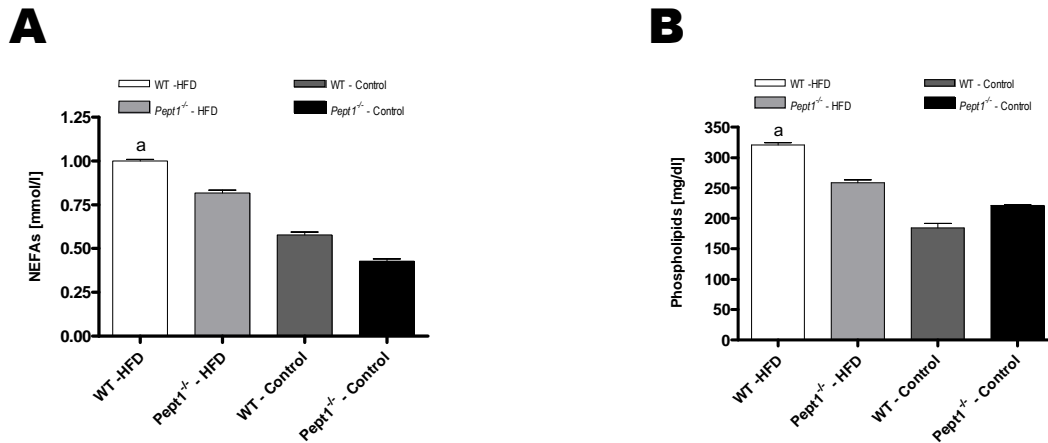 A
WT -HFD
WT - Control
Pept1-/- - HFD
Pept1-/- - Control
1.25
1.00
0.75
0.50
0.25
0.00
NEFAs [mmol/l]
a
WT -HFD
Pept1-/- - HFD
WT - Control
Pept1-/- - Control
B
WT -HFD
WT - Control
Pept1-/- - HFD
Pept1-/- - Control
350
300
250
200
150
100
50
0
Phospholipids [mg/dl]
a
WT -HFD
Pept1-/- - HFD
WT - Control
Pept1-/- - Control